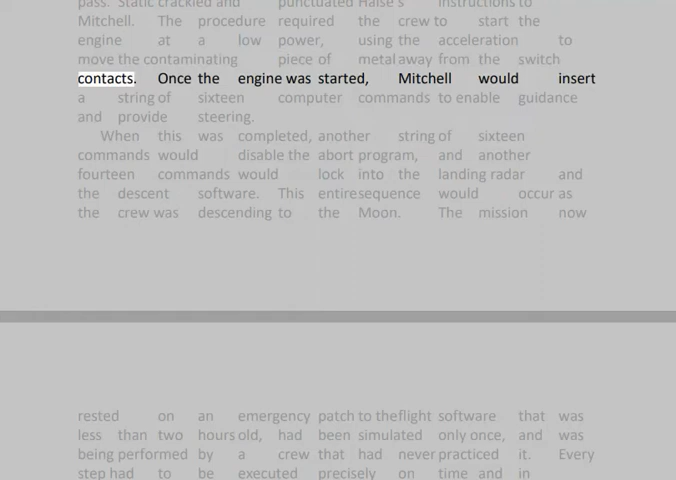 pass. Static crackled and punctuated Haise's instructions to
Mitchell. The procedure required the crew to start the
engine at a low power, using the acceleration to
move the contaminating piece of metal away from the switch
contacts. Once the engine was started, Mitchell would insert
a string of sixteen computer commands to enable guidance
and provide steering.
When this was completed, another string of sixteen
commands would disable the abort program, and another
fourteen commands would lock into the landing radar and
the descent software. This entire sequence would occur as
the crew was descending to the Moon. The mission now
rested on an emergency patch to the flight software that was
less than two hours old, had been simulated only once, and was
being performed by a crew that had never practiced it. Every
step had to be executed precisely on time and in